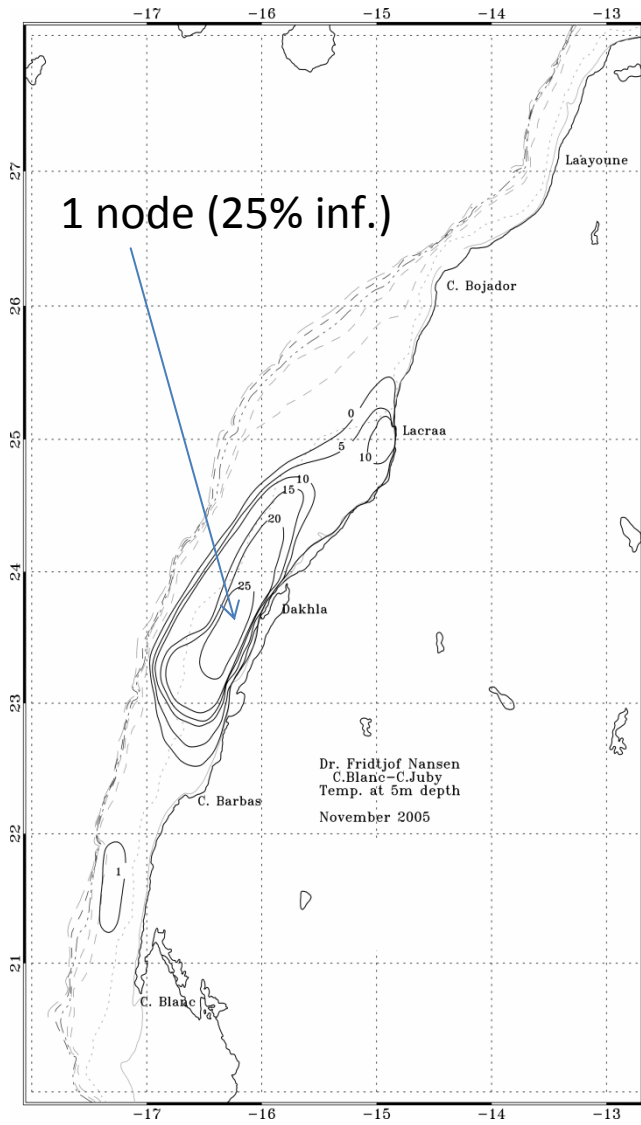 -17 -16 -15 -14 -13
27
Laayoune
1 node (25% inf.)
26
C. Bojador
0
25
5
Lacraa
10
10
15
20
24
25
Dakhla
23
Dr. Fridtjof Nansen
C.Blanc-C.Juby
Temp. at 5m depth
C. Barbas
November 2005
22
1
21
C. Blanc
-17 -16 -15 -14 -13